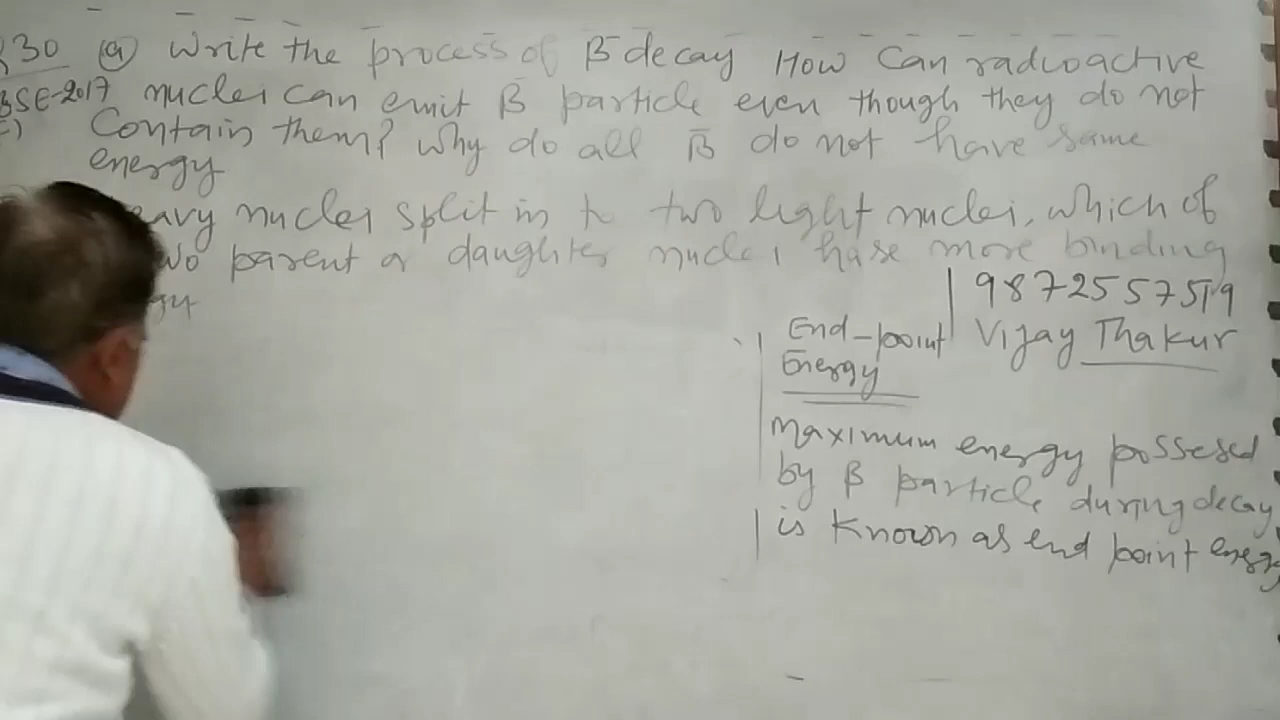 30 (a) Write the process of β̄ decay How Can radioactive
BSE-2017 nuclei can emit β̄ particle even though they do not
C) Contain them? Why do all β̄ do not have same
energy
eavy nuclei split in to two light nuclei, which of
wo parent or daughter nuclei have more binding
gy
9872557519
End-point Vijay Thakur
Energy
Maximum energy possesed
by β particle during decay
is known as end point energy